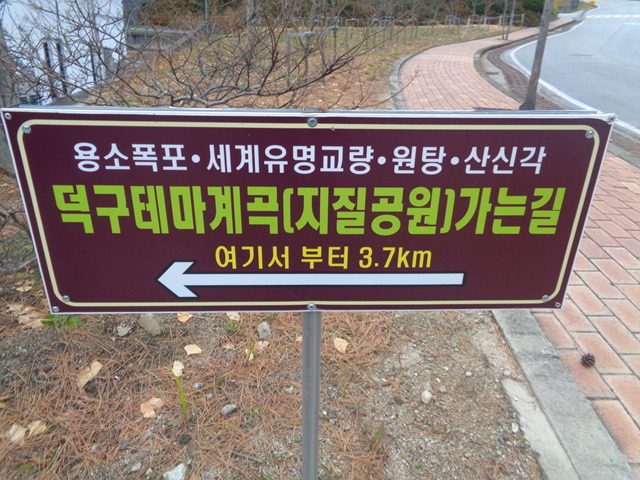 용소폭포•세계유명교량•원탕•산신각
덕구테마계곡(지질공원)가는길
여기서 부터 3.7km